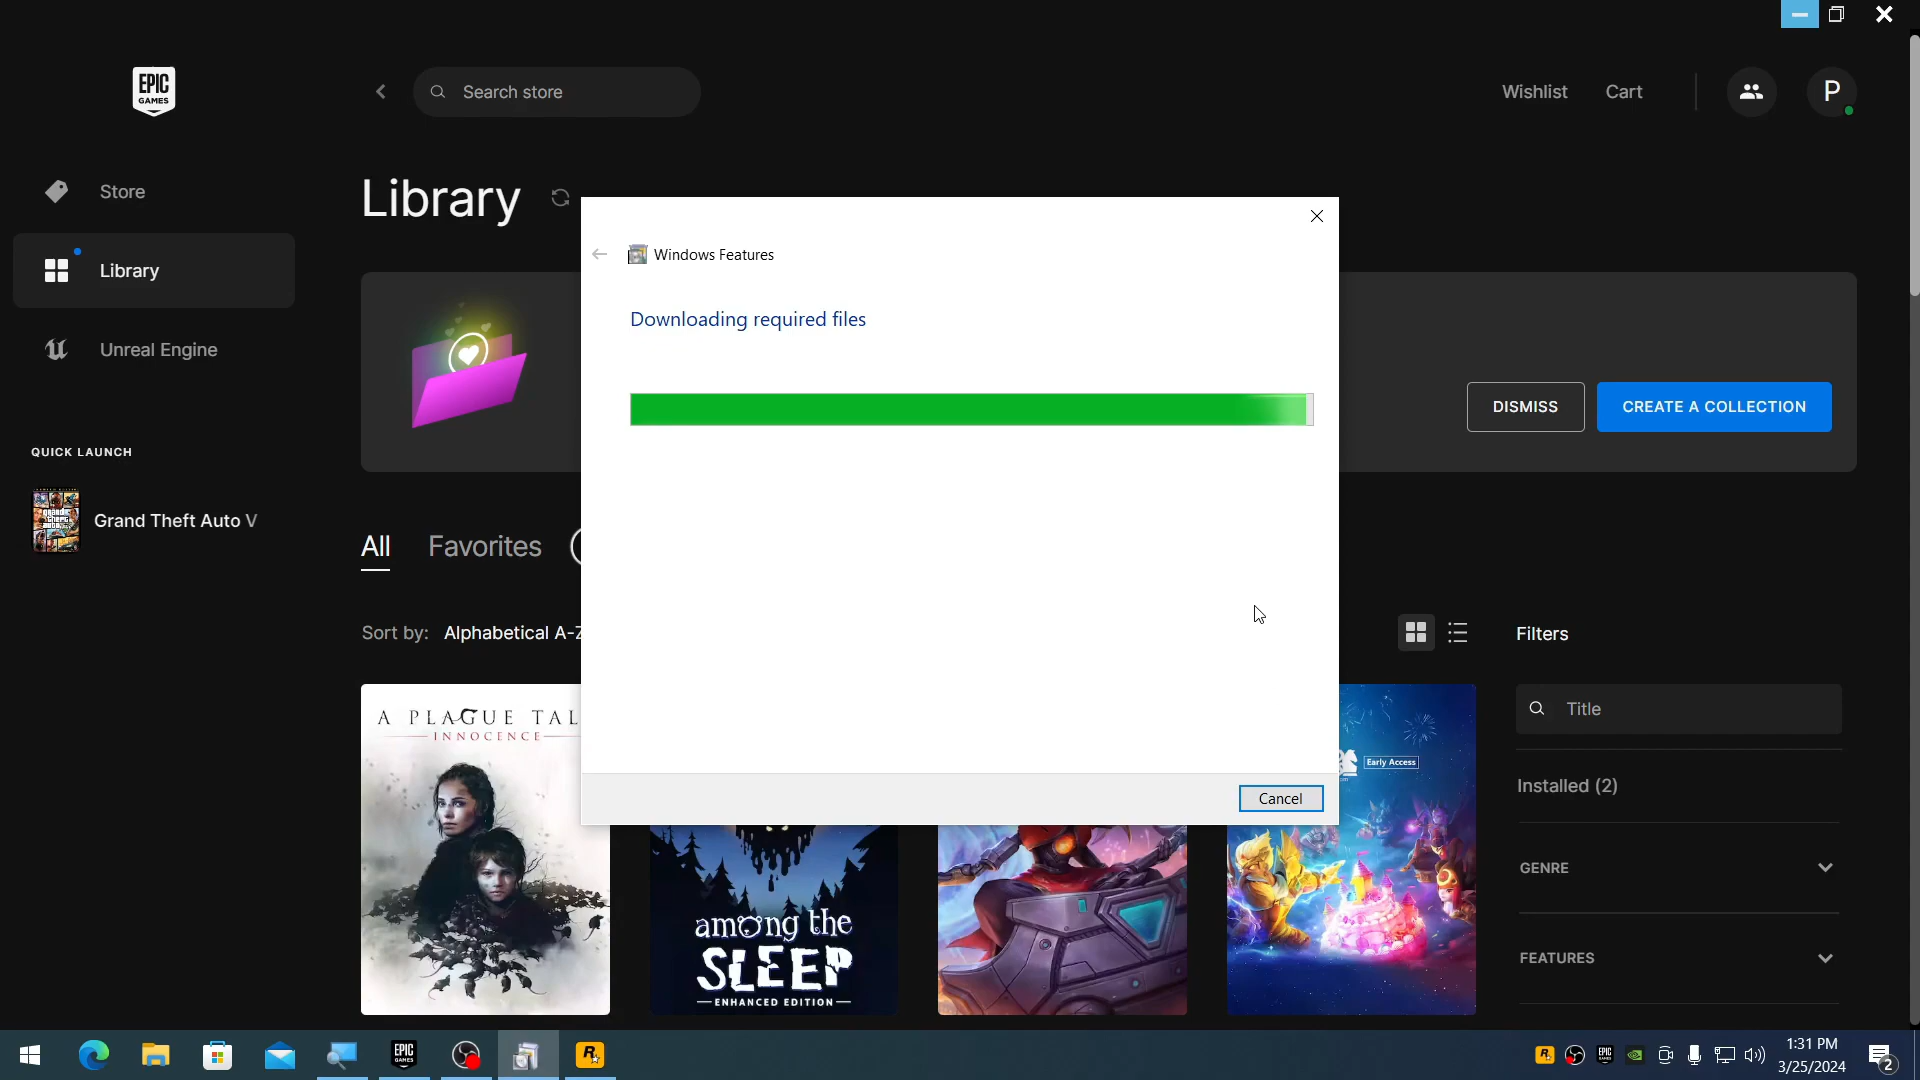 EPIC
GAMES
Search store
Wishlist
Cart
P
Store
Library
Unreal Engine
QUICK LAUNCH
Grand Theft Auto V
Library
Windows Features
Downloading required files
Cancel
DISMISS
CREATE A COLLECTION
All
Favorites
Sort by:
Alphabetical A-Z
Filters
Title
Installed (2)
GENRE
FEATURES
A PLAGUE TAL
INNOCENCE
among the
SLEEP
ENHANCED EDITION
Early Access
1:31 PM
3/25/2024
2